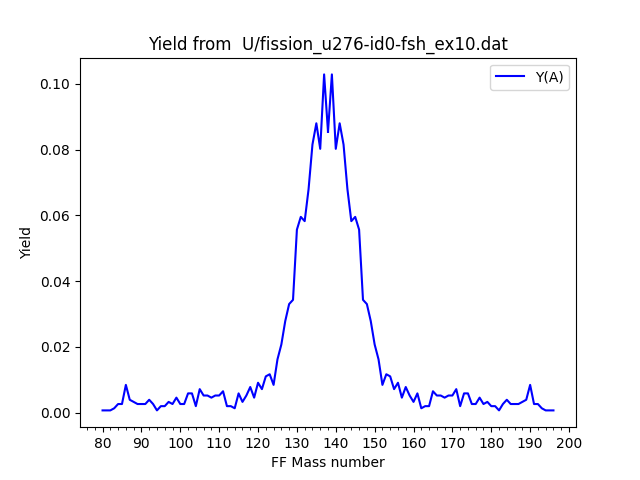 Yield from  U/fission_u276-id0-fsh_ex10.dat
Y(A)
0.10
0.08
0.06
0.04
0.02
0.00
Yield
80 90 100 110 120 130 140 150 160 170 180 190 200
FF Mass number